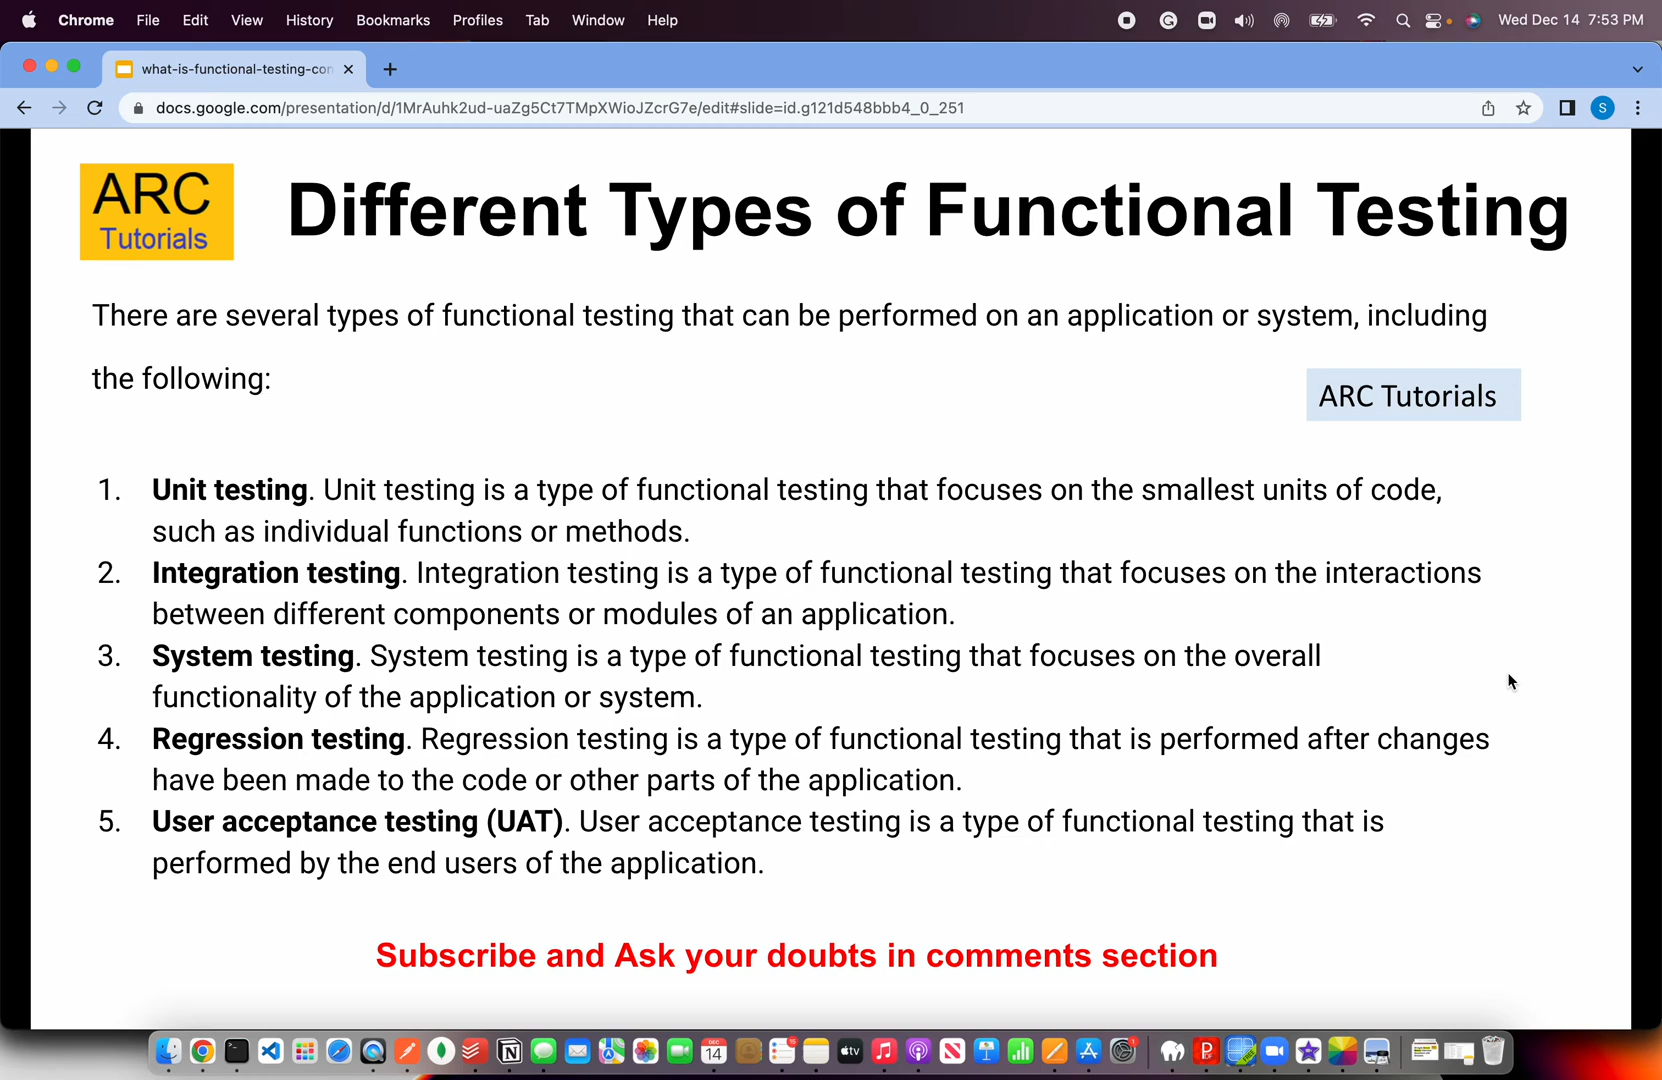 Chrome File Edit View History Bookmarks Profiles Tab Window Help Wed Dec 14 7:53 PM
what-is-functional-testing-con
docs.google.com/presentation/d/1MrAuhk2ud-uaZg5Ct7TMpXWioJZcrG7e/edit#slide=id.g121d548bbb4_0_251
S
ARC
Tutorials
Different Types of Functional Testing
There are several types of functional testing that can be performed on an application or system, including
the following:
ARC Tutorials
1. Unit testing. Unit testing is a type of functional testing that focuses on the smallest units of code,
such as individual functions or methods.
2. Integration testing. Integration testing is a type of functional testing that focuses on the interactions
between different components or modules of an application.
3. System testing. System testing is a type of functional testing that focuses on the overall
functionality of the application or system.
4. Regression testing. Regression testing is a type of functional testing that is performed after changes
have been made to the code or other parts of the application.
5. User acceptance testing (UAT). User acceptance testing is a type of functional testing that is
performed by the end users of the application.
Subscribe and Ask your doubts in comments section
DEC
14
tv